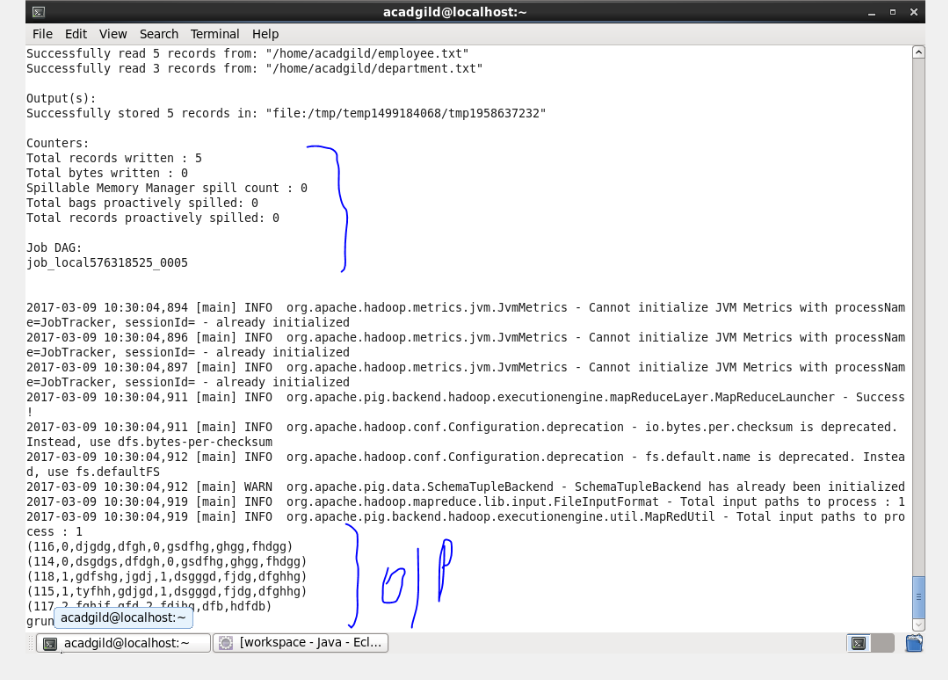 acadgild@localhost:~
File Edit View Search Terminal Help
Successfully read 5 records from: "/home/acadgild/employee.txt"
Successfully read 3 records from: "/home/acadgild/department.txt"
Output(s):
Successfully stored 5 records in: "file:/tmp/temp1499184068/tmp1958637232"
Counters:
Total records written : 5
Total bytes written : 0
Spillable Memory Manager spill count : 0
Total bags proactively spilled: 0
Total records proactively spilled: 0
Job DAG:
job_local576318525_0005
2017-03-09 10:30:04,894 [main] INFO  org.apache.hadoop.metrics.jvm.JvmMetrics - Cannot initialize JVM Metrics with processNam
e=JobTracker, sessionId= - already initialized
2017-03-09 10:30:04,896 [main] INFO  org.apache.hadoop.metrics.jvm.JvmMetrics - Cannot initialize JVM Metrics with processNam
e=JobTracker, sessionId= - already initialized
2017-03-09 10:30:04,897 [main] INFO  org.apache.hadoop.metrics.jvm.JvmMetrics - Cannot initialize JVM Metrics with processNam
e=JobTracker, sessionId= - already initialized
2017-03-09 10:30:04,911 [main] INFO  org.apache.pig.backend.hadoop.executionengine.mapReduceLayer.MapReduceLauncher - Success
!
2017-03-09 10:30:04,911 [main] INFO  org.apache.hadoop.conf.Configuration.deprecation - io.bytes.per.checksum is deprecated.
Instead, use dfs.bytes-per-checksum
2017-03-09 10:30:04,912 [main] INFO  org.apache.hadoop.conf.Configuration.deprecation - fs.default.name is deprecated. Instea
d, use fs.defaultFS
2017-03-09 10:30:04,912 [main] WARN  org.apache.pig.data.SchemaTupleBackend - SchemaTupleBackend has already been initialized
2017-03-09 10:30:04,919 [main] INFO  org.apache.hadoop.mapreduce.lib.input.FileInputFormat - Total input paths to process : 1
2017-03-09 10:30:04,919 [main] INFO  org.apache.pig.backend.hadoop.executionengine.util.MapRedUtil - Total input paths to pro
cess : 1
(116,0,djgdg,dfgh,0,gsdfhg,ghgg,fhdgg)
(114,0,dsgdgs,dfdgh,0,gsdfhg,ghgg,fhdgg)
(118,1,gdfshg,jgdj,1,dsgggd,fjdg,dfghhg)
(115,1,tyfhh,gdjgd,1,dsgggd,fjdg,dfghhg)
(117,2,fghjf,gfd,2,fdjhg,dfb,hdfdb)
O/P
grun
acadgild@localhost:~
acadgild@localhost:~
[workspace - Java - Ecl...